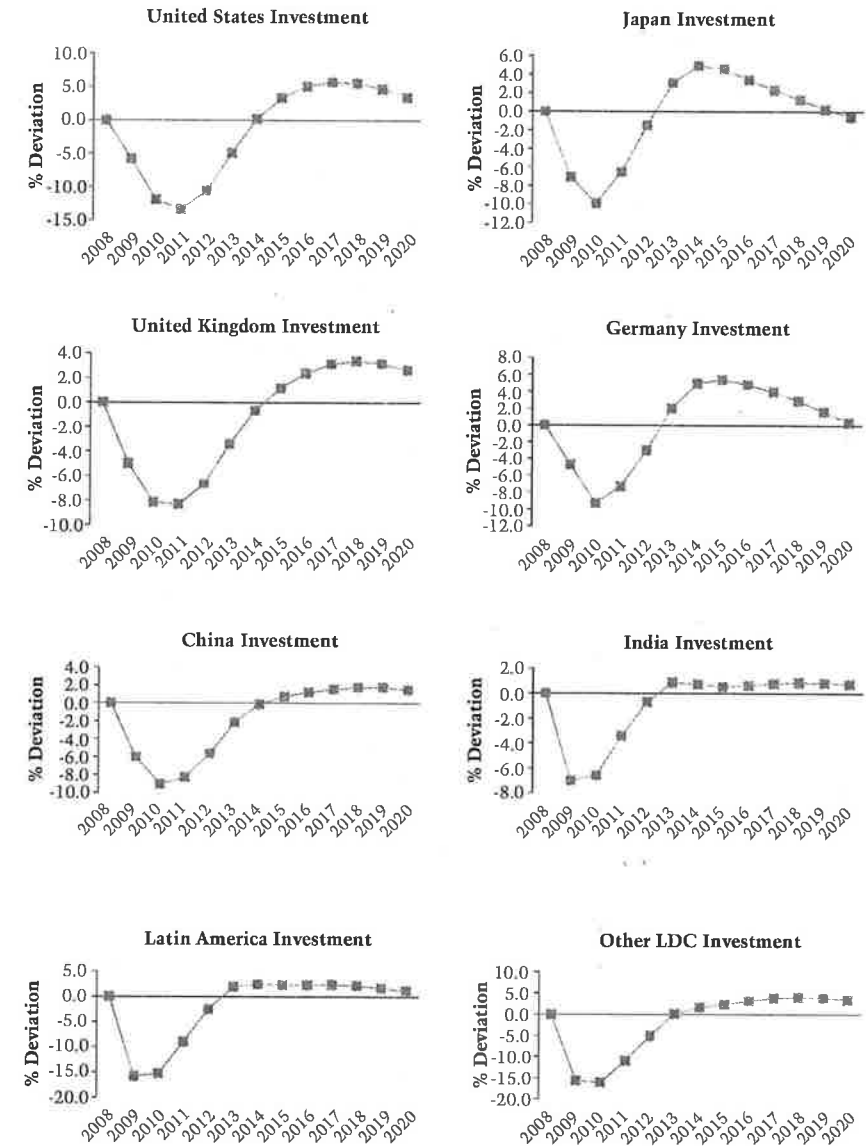 United States Investment
% Deviation
10.0
5.0
0.0
-5.0
-10.0
-15.0
2008 2009 2010 2011 2012 2013 2014 2015 2016 2017 2018 2019 2020
Japan Investment
% Deviation
6.0
4.0
2.0
0.0
-2.0
-4.0
-6.0
-8.0
-10.0
-12.0
2008 2009 2010 2011 2012 2013 2014 2015 2016 2017 2018 2019 2020
United Kingdom Investment
% Deviation
4.0
2.0
0.0
-2.0
-4.0
-6.0
-8.0
-10.0
2008 2009 2010 2011 2012 2013 2014 2015 2016 2017 2018 2019 2020
Germany Investment
% Deviation
8.0
6.0
4.0
2.0
0.0
-2.0
-4.0
-6.0
-8.0
-10.0
-12.0
2008 2009 2010 2011 2012 2013 2014 2015 2016 2017 2018 2019 2020
China Investment
% Deviation
4.0
2.0
0.0
-2.0
-4.0
-6.0
-8.0
-10.0
2008 2009 2010 2011 2012 2013 2014 2015 2016 2017 2018 2019 2020
India Investment
% Deviation
2.0
0.0
-2.0
-4.0
-6.0
-8.0
2008 2009 2010 2011 2012 2013 2014 2015 2016 2017 2018 2019 2020
Latin America Investment
% Deviation
5.0
0.0
-5.0
-10.0
-15.0
-20.0
2008 2009 2010 2011 2012 2013 2014 2015 2016 2017 2018 2019 2020
Other LDC Investment
% Deviation
10.0
5.0
0.0
-5.0
-10.0
-15.0
-20.0
2008 2009 2010 2011 2012 2013 2014 2015 2016 2017 2018 2019 2020